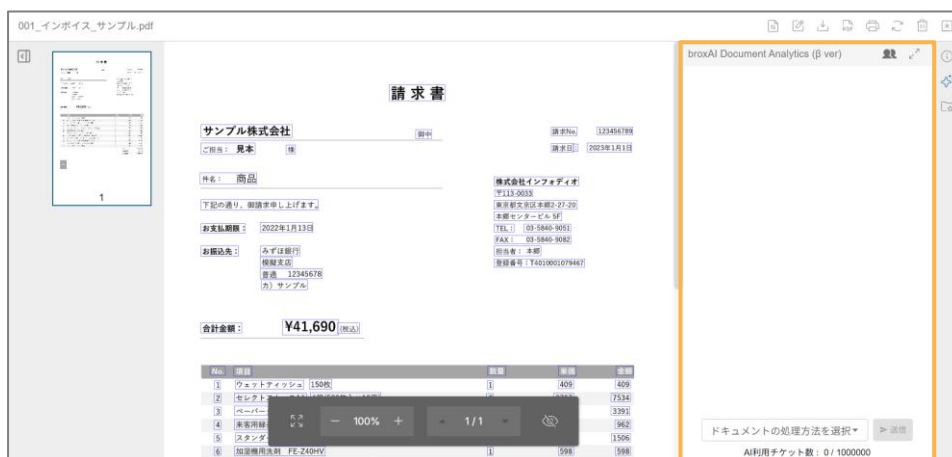 001_インボイス_サンプル.pdf
broxAI Document Analytics (β ver)
1
請求書
サンプル株式会社 御中
請求No. 123456789
ご担当： 見本 様
請求日 2023年1月1日
件名： 商品
株式会社インフォディオ
〒113-0033
東京都文京区本郷2-27-20
本郷センタービル 5F
TEL： 03-5840-9051
FAX： 03-5840-9082
担当者： 本郷
登録番号：T4010001079467
下記の通り、御請求申し上げます。
お支払期限： 2022年1月13日
お振込先： みずほ銀行
模擬支店
普通 12345678
カ）サンプル
合計金額： ¥41,690 (税込)
No. 項目 数量 単価 金額
1 ウェットティッシュ 150枚 1 409 409
2 セレクト 7534
3 ペーパー 3391
4 来客用緑 962
5 スタンダ 1506
6 加湿機用洗剤 FE-Z40HV 1 598 598
100%
1/1
ドキュメントの処理方法を選択
送信
AI利用チケット数： 0 / 1000000